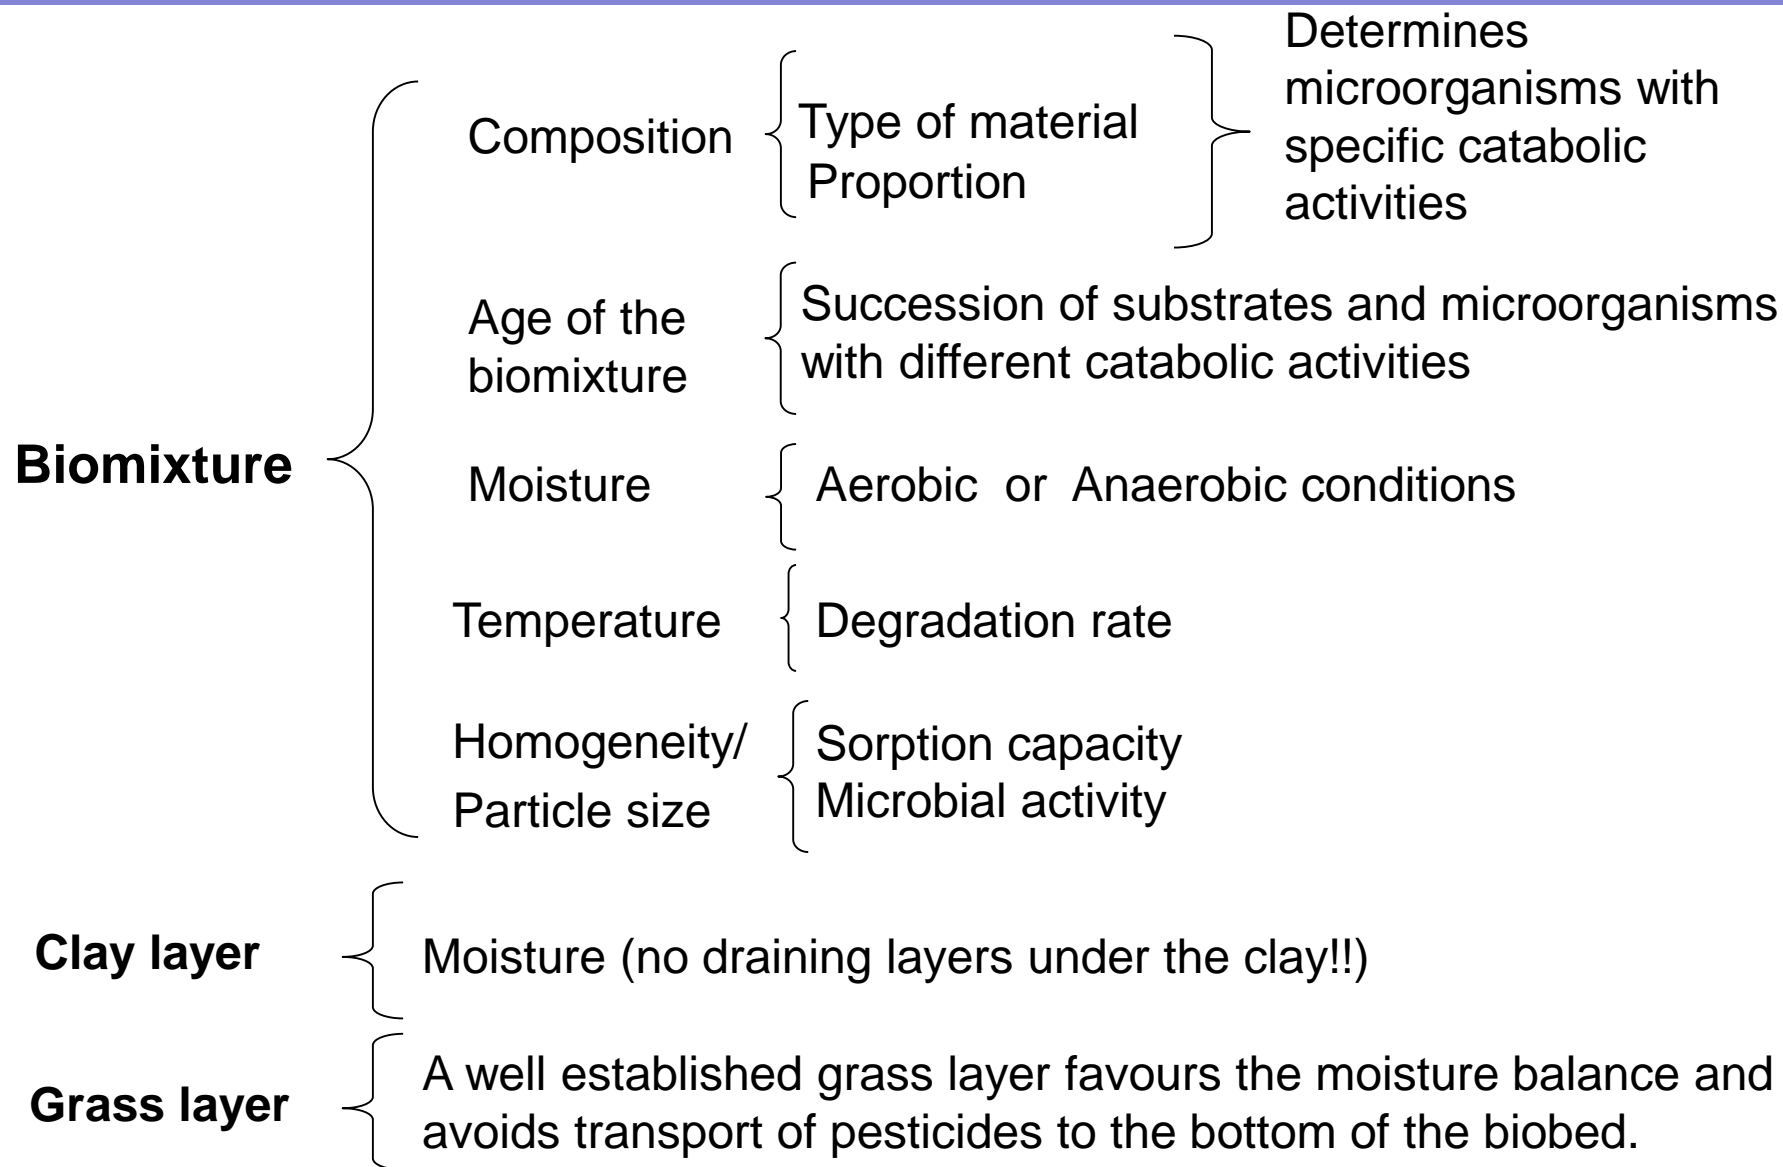 Determines
microorganisms with
specific catabolic
activities
Composition
Type of material
Proportion
Age of the
biomixture
Succession of substrates and microorganisms
with different catabolic activities
Biomixture
Moisture
Aerobic or Anaerobic conditions
Temperature
Degradation rate
Homogeneity/
Particle size
Sorption capacity
Microbial activity
Clay layer
Moisture (no draining layers under the clay!!)
Grass layer
A well established grass layer favours the moisture balance and
avoids transport of pesticides to the bottom of the biobed.